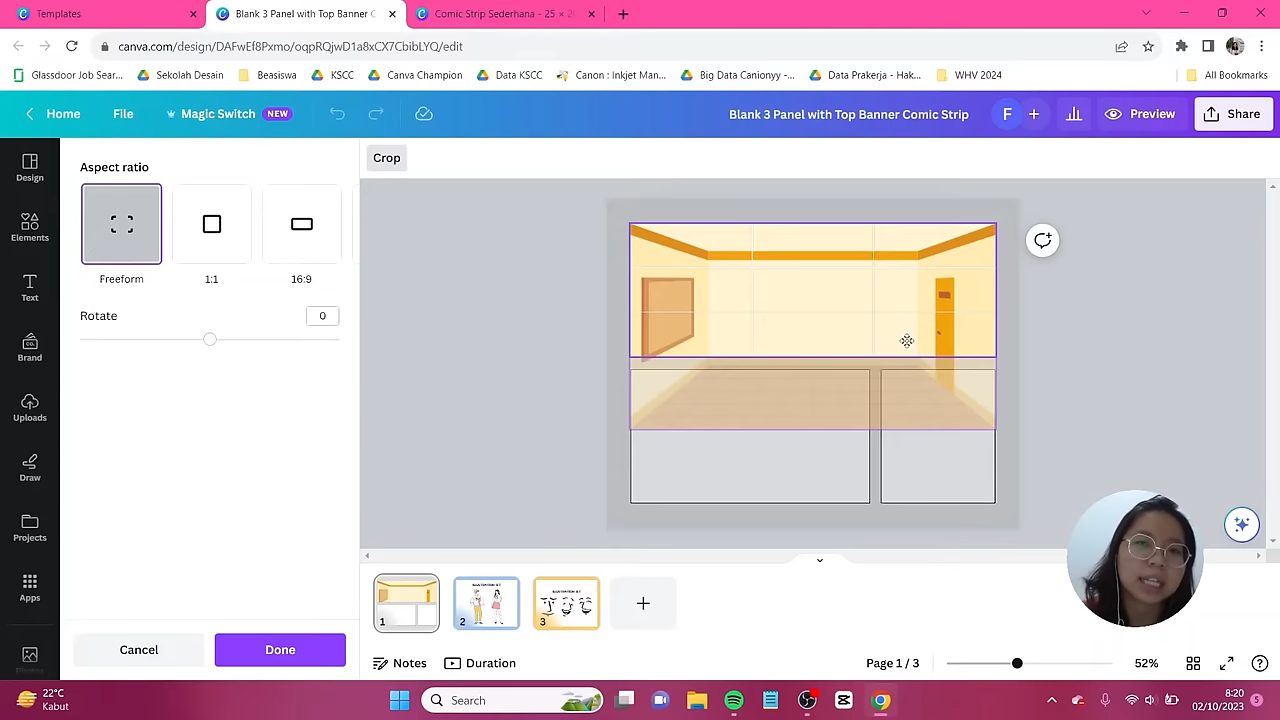 Templates
Blank 3 Panel with Top Banner C
Comic Strip Sederhana - 25 × 2
canva.com/design/DAFwEf8Pxmo/oqpRQjwD1a8xCX7CbibLYQ/edit
Glassdoor Job Sear...
Sekolah Desain
Beasiswa
KSCC
Canva Champion
Data KSCC
Canon : Inkjet Man...
Big Data Canionyy -...
Data Prakerja - Hak...
WHV 2024
All Bookmarks
Home
File
Magic Switch NEW
Blank 3 Panel with Top Banner Comic Strip
F
Preview
Share
Design
Elements
Text
Brand
Uploads
Draw
Projects
Apps
Aspect ratio
Freeform
1:1
16:9
Rotate
0
Cancel
Done
Crop
1
2
3
Notes
Duration
Page 1 / 3
52%
22°C
Kabut
Search
8:20
02/10/2023
5